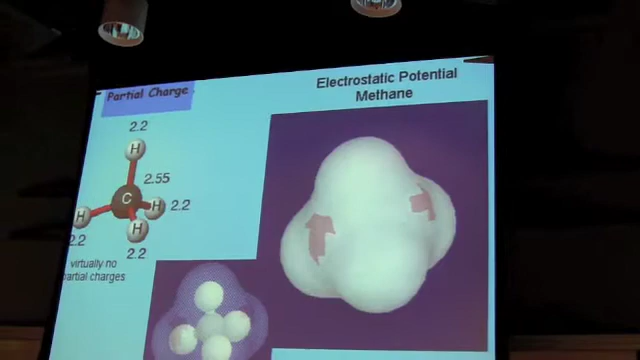 Partial Charge
Electrostatic Potential
Methane
2.2
H
2.55
C
H
H
2.2
H
2.2
2.2
virtually no
partial charges